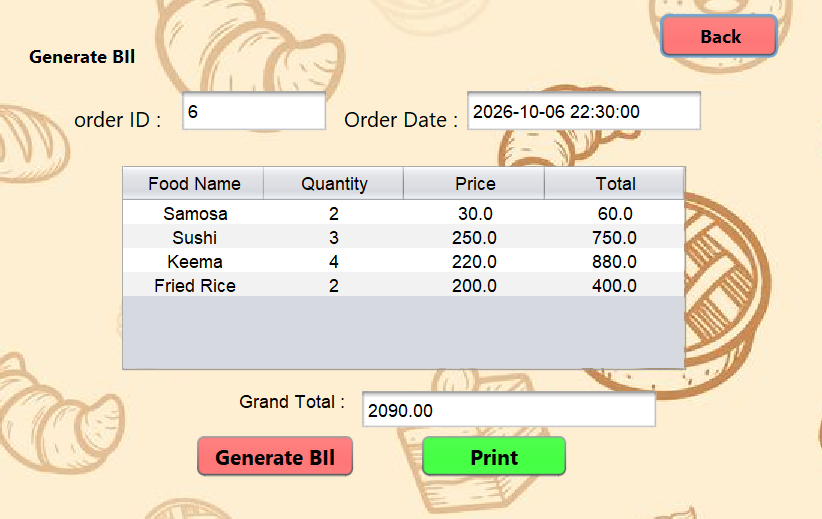 Back
Generate BIl
order ID : 6 Order Date : 2026-10-06 22:30:00
Food Name Quantity Price Total
Samosa 2 30.0 60.0
Sushi 3 250.0 750.0
Keema 4 220.0 880.0
Fried Rice 2 200.0 400.0
Grand Total : 2090.00
Generate BIl Print